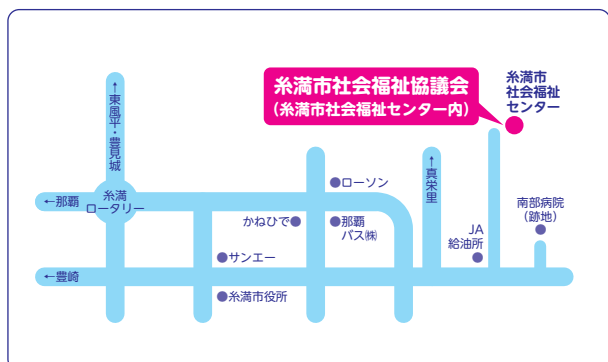 糸満市社会福祉協議会
(糸満市社会福祉センター内)
糸満市
社会福祉
センター
↑東風平・豊見城
←那覇
糸満
ロータリー
↑真栄里
ローソン
かねひで
那覇
バス㈱
南部病院
(跡地)
JA
給油所
サンエー
←豊崎
糸満市役所